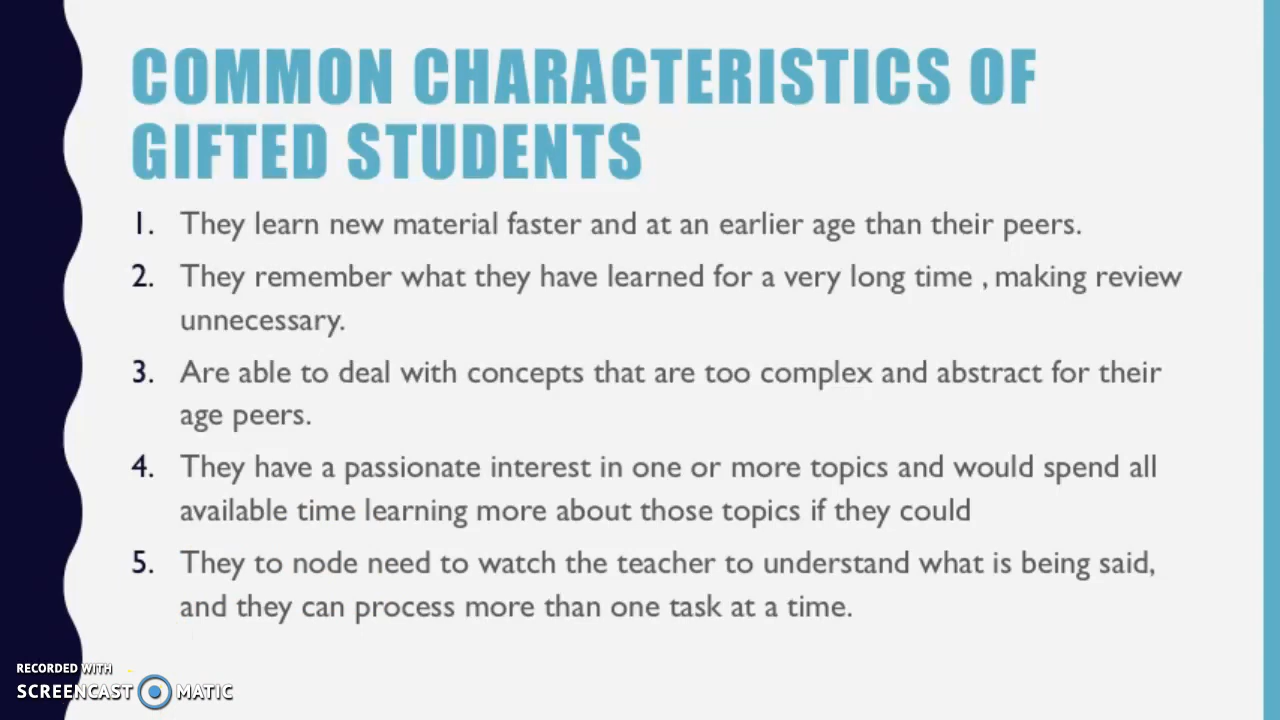 COMMON CHARACTERISTICS OF
GIFTED STUDENTS
1. They learn new material faster and at an earlier age than their peers.
2. They remember what they have learned for a very long time , making review
unnecessary.
3. Are able to deal with concepts that are too complex and abstract for their
age peers.
4. They have a passionate interest in one or more topics and would spend all
available time learning more about those topics if they could
5. They to node need to watch the teacher to understand what is being said,
and they can process more than one task at a time.
RECORDED WITH
SCREENCAST MATIC